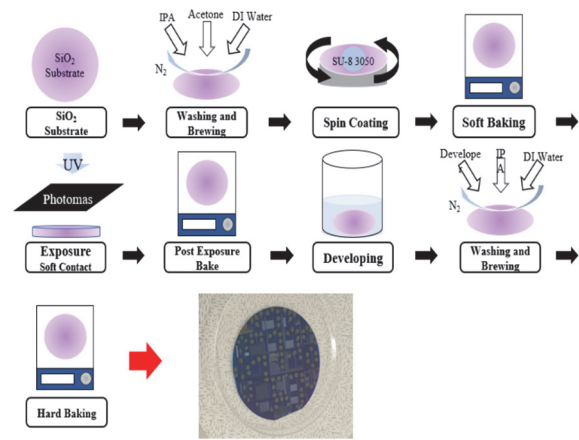 IPA
Acetone
DI Water
SiO2
Substrate
N2
SU-8 3050
SiO2
Substrate
Washing and
Brewing
Spin Coating
Soft Baking
UV
Photomas
Exposure
Soft Contact
Post Exposure
Bake
Developing
Develope
r
IP
A
DI Water
N2
Washing and
Brewing
Hard Baking